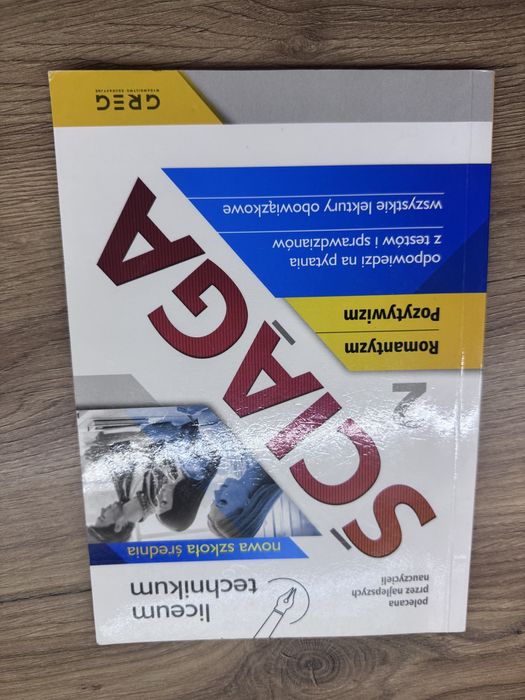 polecana
przez najlepszych
nauczycieli
liceum
technikum
nowa szkoła średnia
ŚCIĄGA
2
Romantyzm
Pozytywizm
odpowiedzi na pytania
z testów i sprawdzianów
wszystkie lektury obowiązkowe
GREG
WYDAWNICTWO EDUKACYJNE